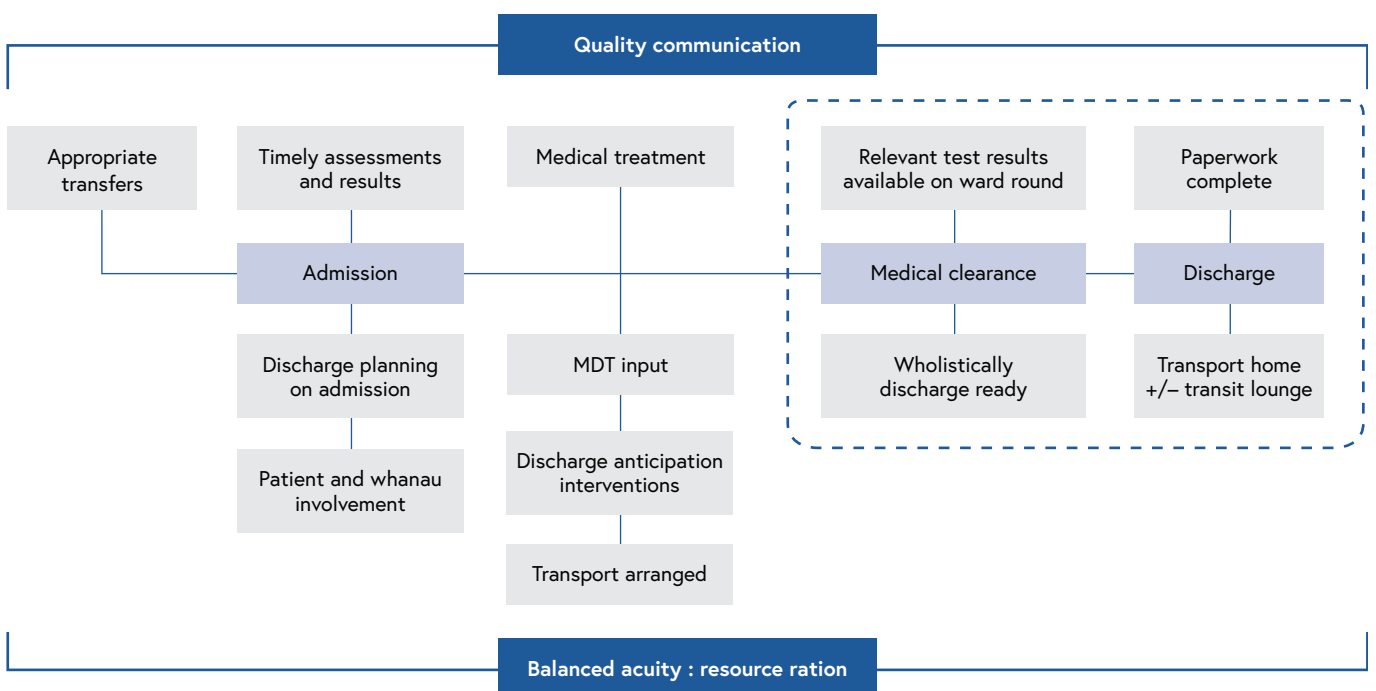 Quality communication
Appropriate
transfers
Timely assessments
and results
Medical treatment
Relevant test results
available on ward round
Paperwork
complete
Admission
Medical clearance
Discharge
Discharge planning
on admission
MDT input
Wholistically
discharge ready
Transport home
+/– transit lounge
Patient and whanau
involvement
Discharge anticipation
interventions
Transport arranged
Balanced acuity : resource ration